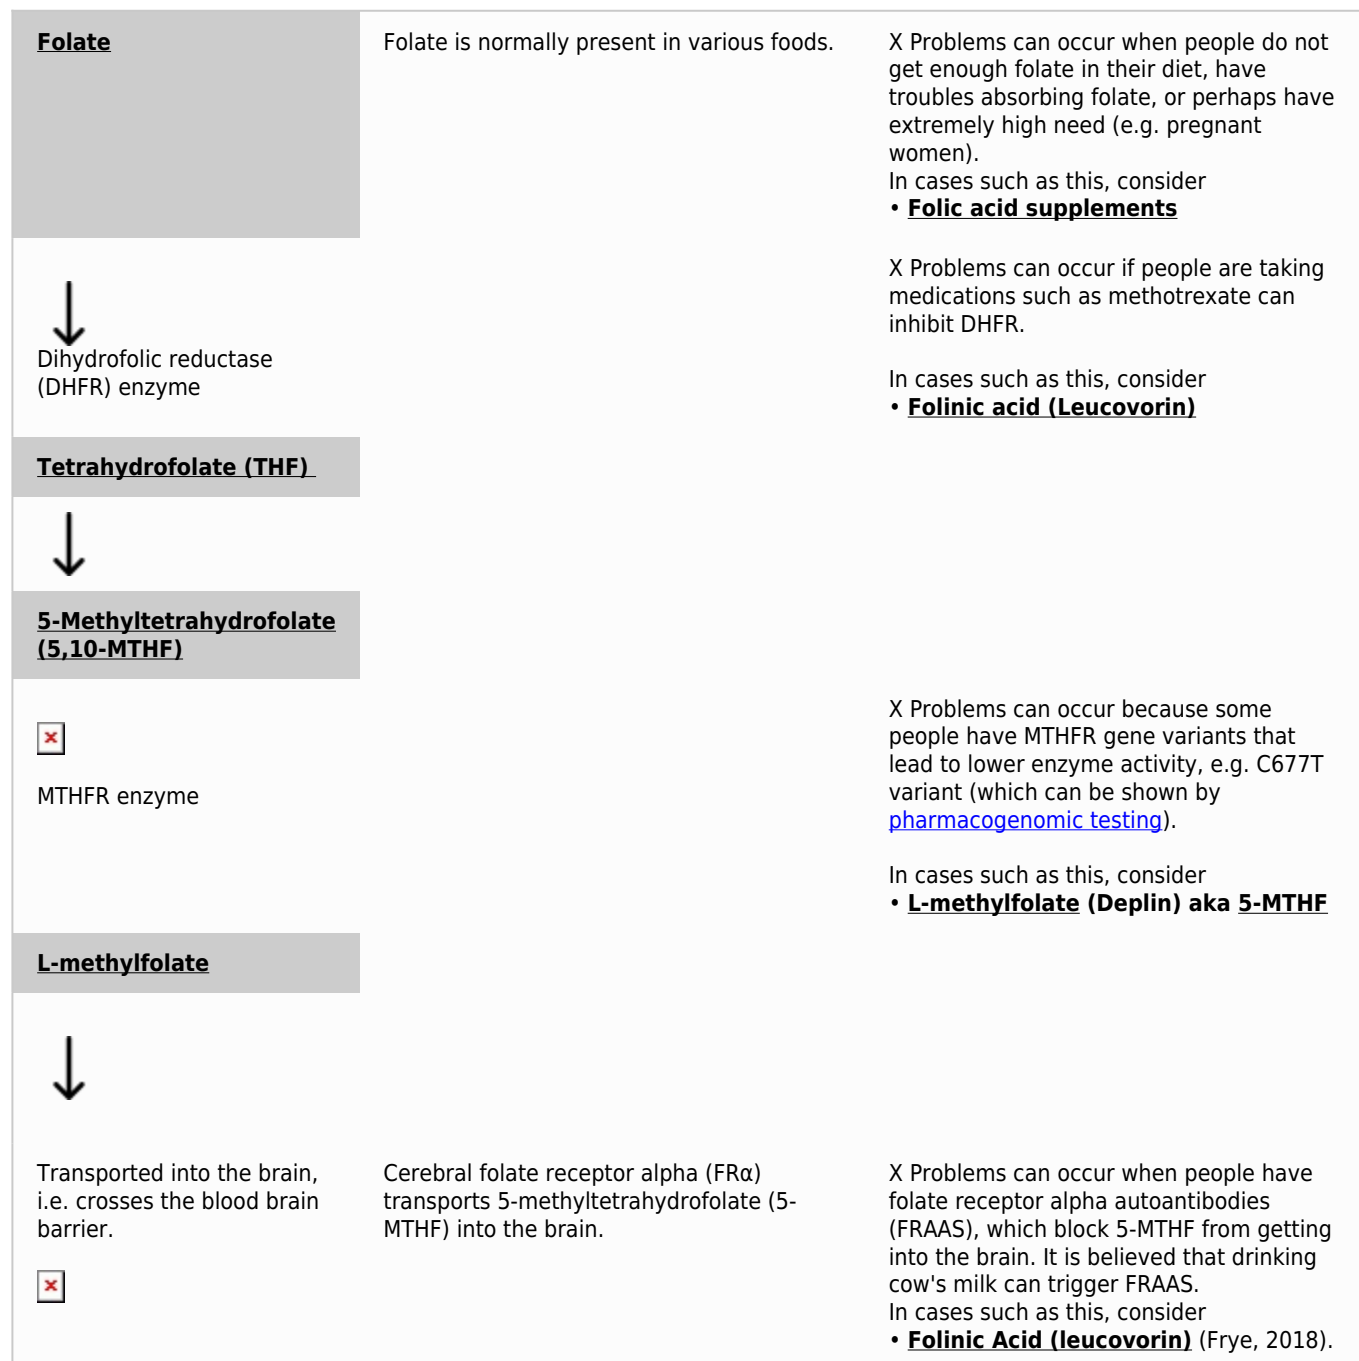 Folate
Folate is normally present in various foods.
X Problems can occur when people do not
get enough folate in their diet, have
troubles absorbing folate, or perhaps have
extremely high need (e.g. pregnant
women).
In cases such as this, consider
• Folic acid supplements
Dihydrofolic reductase
(DHFR) enzyme
X Problems can occur if people are taking
medications such as methotrexate can
inhibit DHFR.
In cases such as this, consider
• Folinic acid (Leucovorin)
Tetrahydrofolate (THF)
5-Methyltetrahydrofolate
(5,10-MTHF)
MTHFR enzyme
X Problems can occur because some
people have MTHFR gene variants that
lead to lower enzyme activity, e.g. C677T
variant (which can be shown by
pharmacogenomic testing).
In cases such as this, consider
• L-methylfolate (Deplin) aka 5-MTHF
L-methylfolate
Transported into the brain,
i.e. crosses the blood brain
barrier.
Cerebral folate receptor alpha (FRα)
transports 5-methyltetrahydrofolate (5-
MTHF) into the brain.
X Problems can occur when people have
folate receptor alpha autoantibodies
(FRAAS), which block 5-MTHF from getting
into the brain. It is believed that drinking
cow's milk can trigger FRAAS.
In cases such as this, consider
• Folinic Acid (leucovorin) (Frye, 2018).